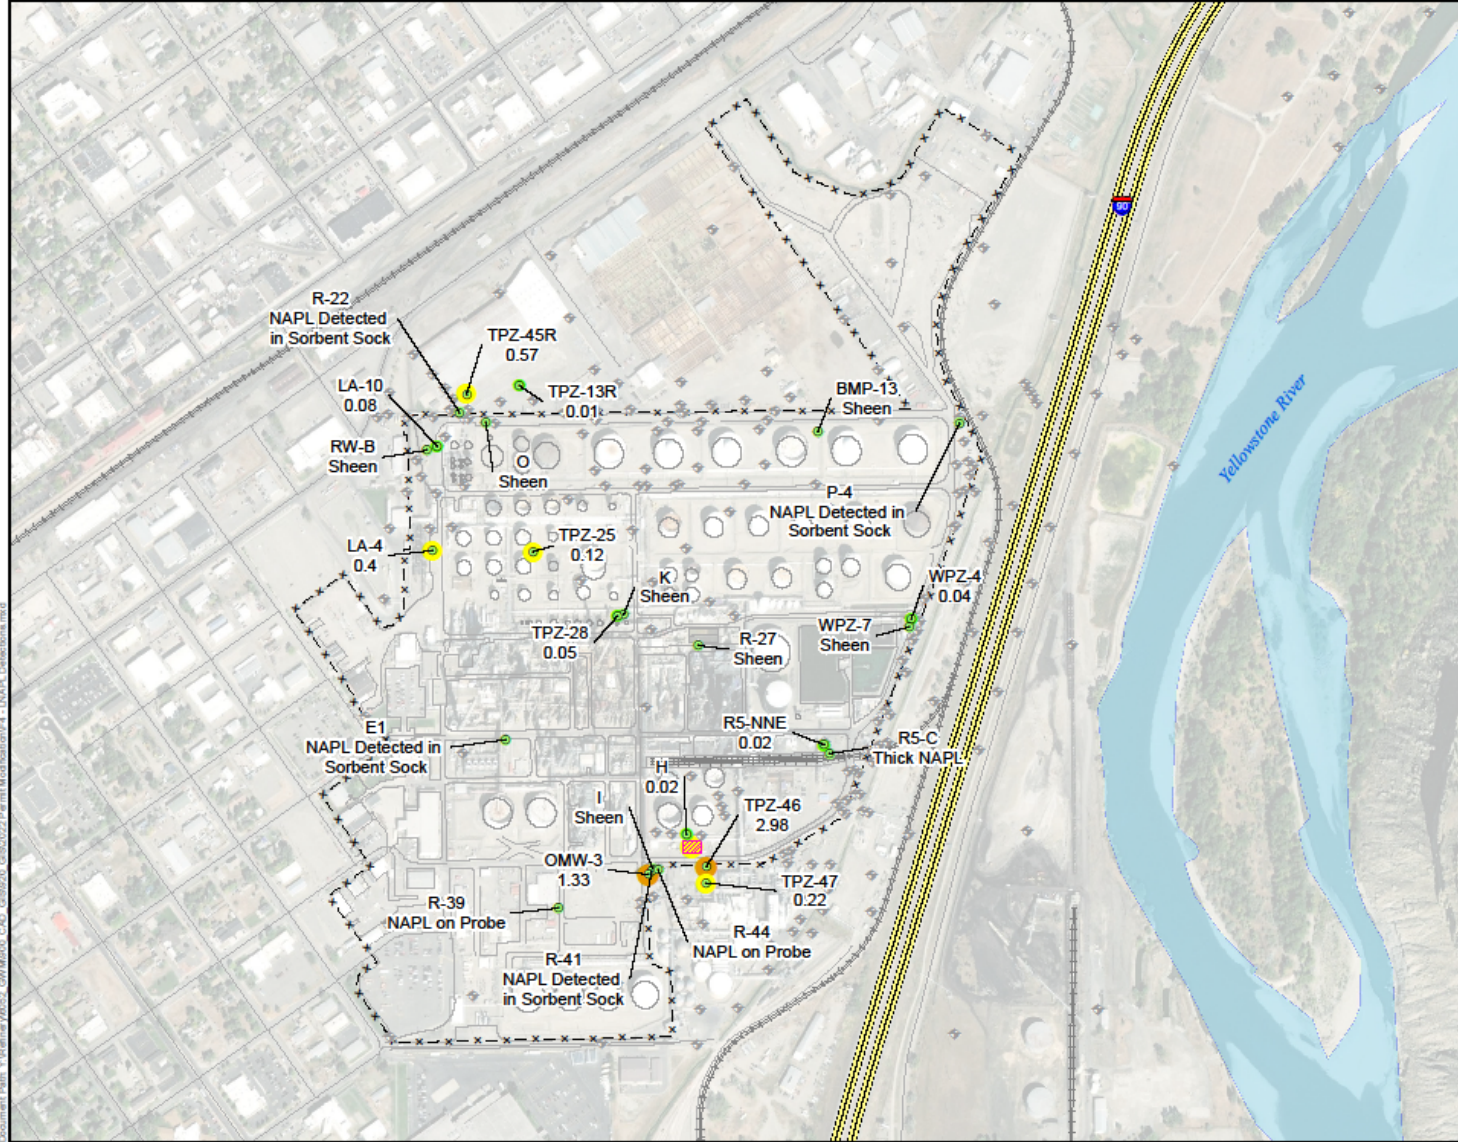 R-22
NAPL Detected
in Sorbent Sock
TPZ-45R
0.57
LA-10
0.08
TPZ-13R
0.01
BMP-13
Sheen
RW-B
Sheen
O
Sheen
P-4
NAPL Detected in
Sorbent Sock
LA-4
0.4
TPZ-25
0.12
K
Sheen
WPZ-4
0.04
TPZ-28
0.05
R-27
Sheen
WPZ-7
Sheen
E1
NAPL Detected in
Sorbent Sock
R5-NNE
0.02
R5-C
Thick NAPL
H
0.02
I
Sheen
TPZ-46
2.98
OMW-3
1.33
TPZ-47
0.22
R-39
NAPL on Probe
R-44
NAPL on Probe
R-41
NAPL Detected
in Sorbent Sock
90
Yellowstone River